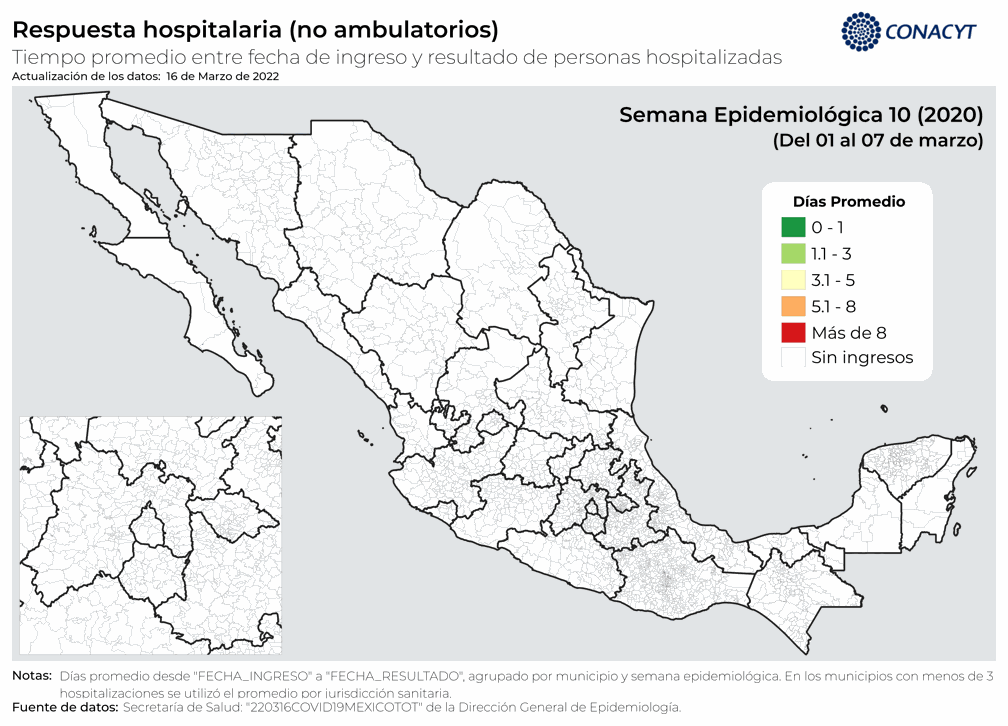 Respuesta hospitalaria (no ambulatorios)
CONACYT
Tiempo promedio entre fecha de ingreso y resultado de personas hospitalizadas
Actualización de los datos: 16 de Marzo de 2022
Semana Epidemiológica 10 (2020)
(Del 01 al 07 de marzo)
Días Promedio
0 - 1
1.1 - 3
3.1 - 5
5.1 - 8
Más de 8
Sin ingresos
Notas: Días promedio desde "FECHA_INGRESO" a "FECHA_RESULTADO", agrupado por municipio y semana epidemiológica. En los municipios con menos de 3
hospitalizaciones se utilizó el promedio por jurisdicción sanitaria.
Fuente de datos: Secretaría de Salud: "220316COVID19MEXICOTOT" de la Dirección General de Epidemiología.